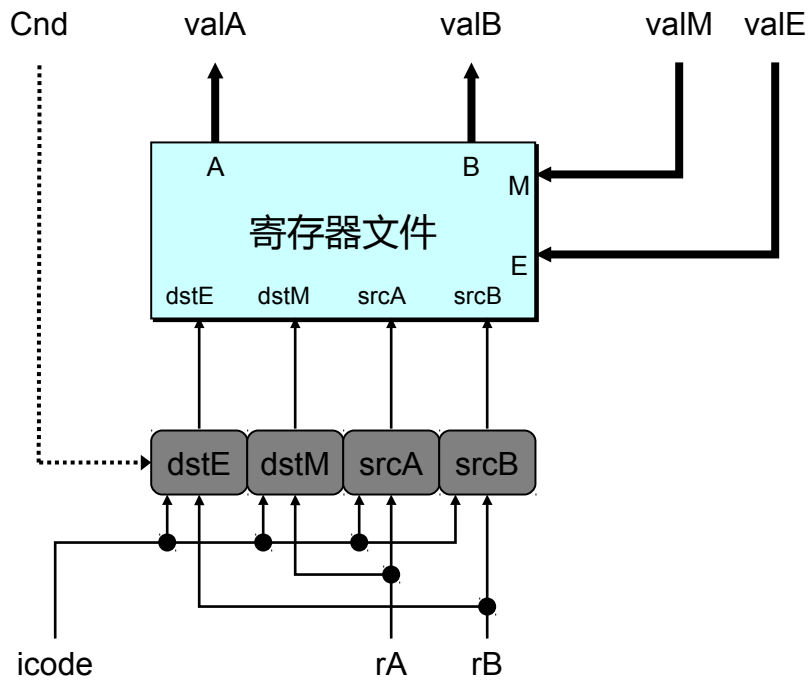 Cnd valA valB valM valE
A B
M
寄存器文件
E
dstE dstM srcA srcB
dstE dstM srcA srcB
icode rA rB